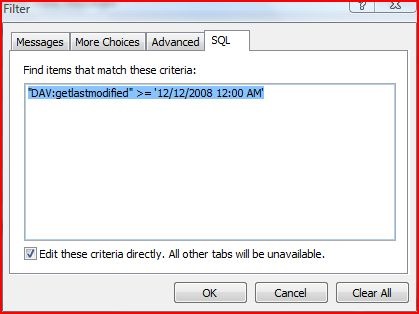 Filter
Messages More Choices Advanced SQL
Find items that match these criteria:
"DAV:getlastmodified" >= '12/12/2008 12:00 AM'
Edit these criteria directly. All other tabs will be unavailable.
OK Cancel Clear All